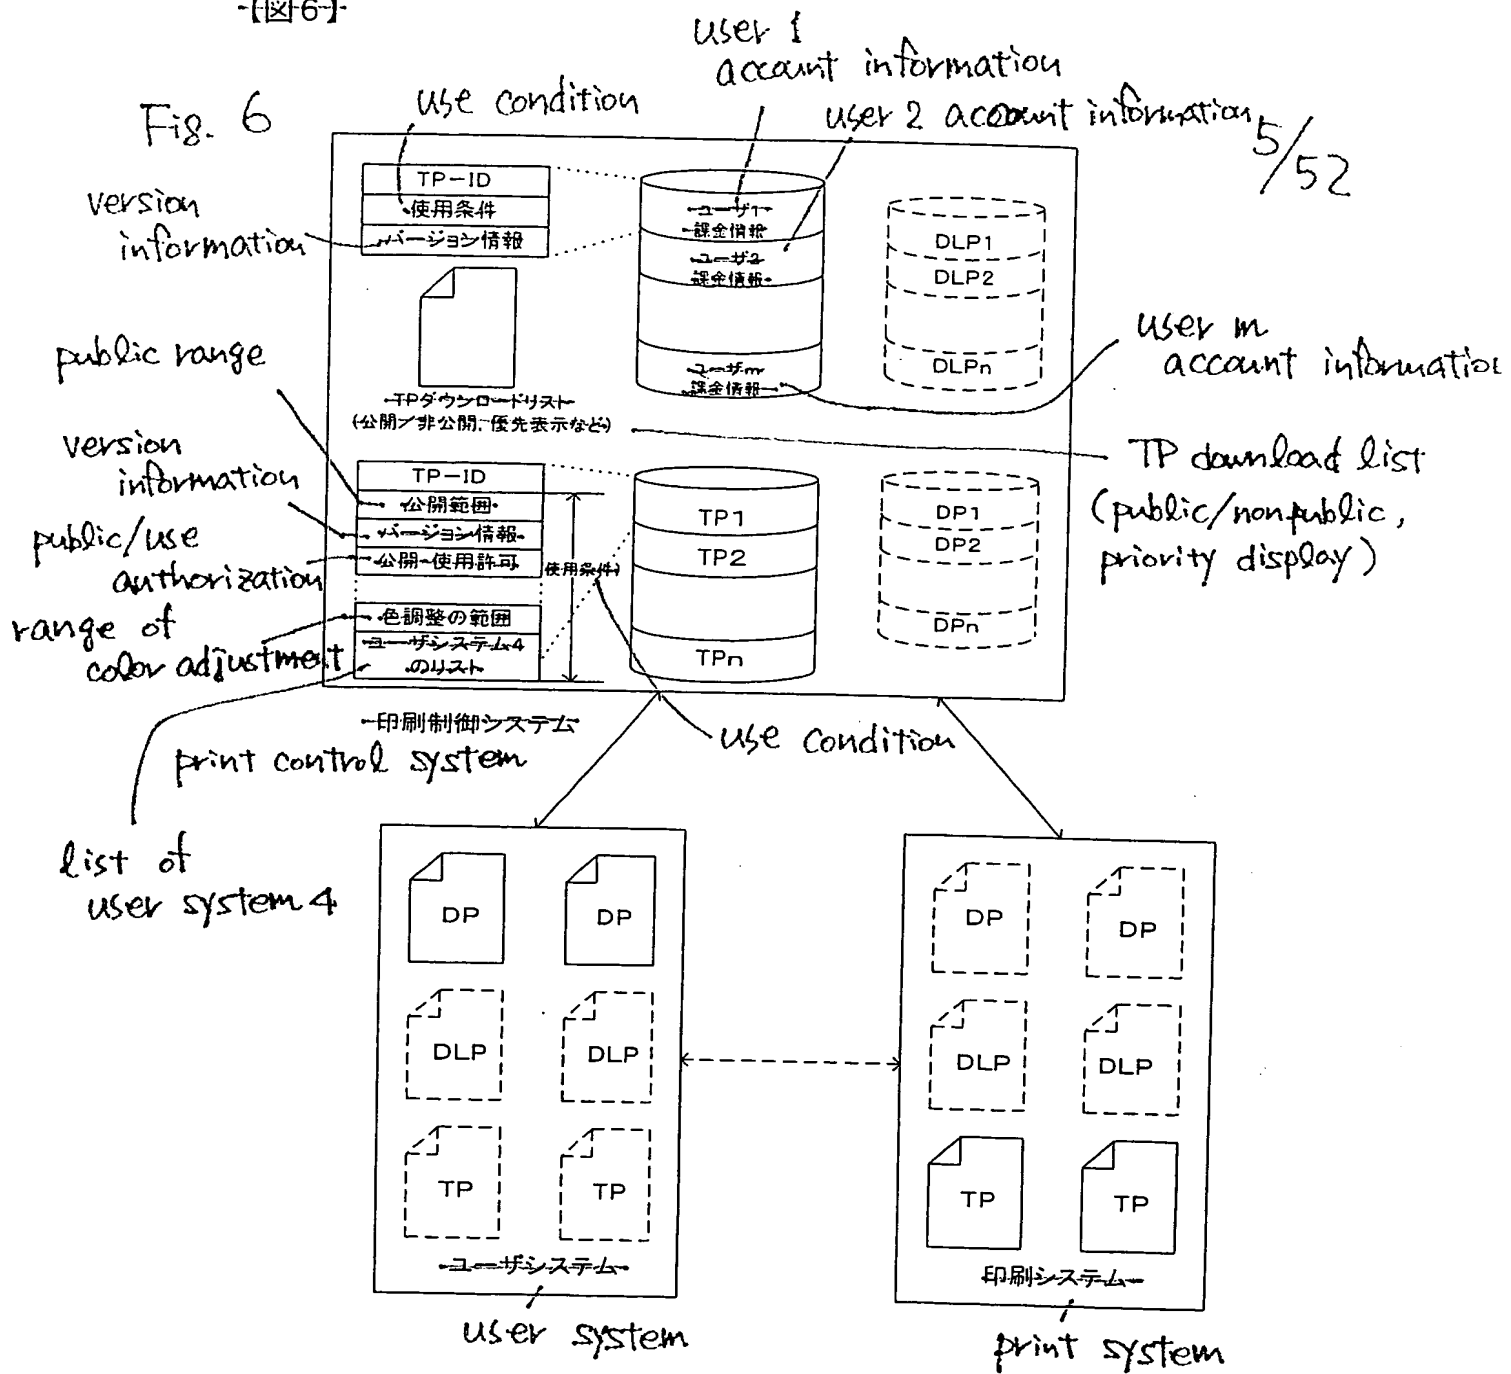 【図6】
Fig. 6
5/52
use condition
user 1
account information
user 2 account information
version
information
TP-ID
使用条件
バージョン情報
ユーザ1
課金情報
ユーザ2
課金情報
ユーザm
課金情報
DLP1
DLP2
DLPn
user m
account information
TPダウンロードリスト
(公開/非公開、優先表示など)
TP download list
(public/nonpublic,
priority display)
public range
version
information
public/use
authorization
range of
color adjustment
TP-ID
公開範囲
バージョン情報
公開・使用許可
色調整の範囲
ユーザシステム4
のリスト
使用条件
TP1
TP2
TPn
DP1
DP2
DPn
印刷制御システム
print control system
use condition
list of
user system 4
DP
DP
DLP
DLP
TP
TP
ユーザシステム
user system
DP
DP
DLP
DLP
TP
TP
印刷システム
print system